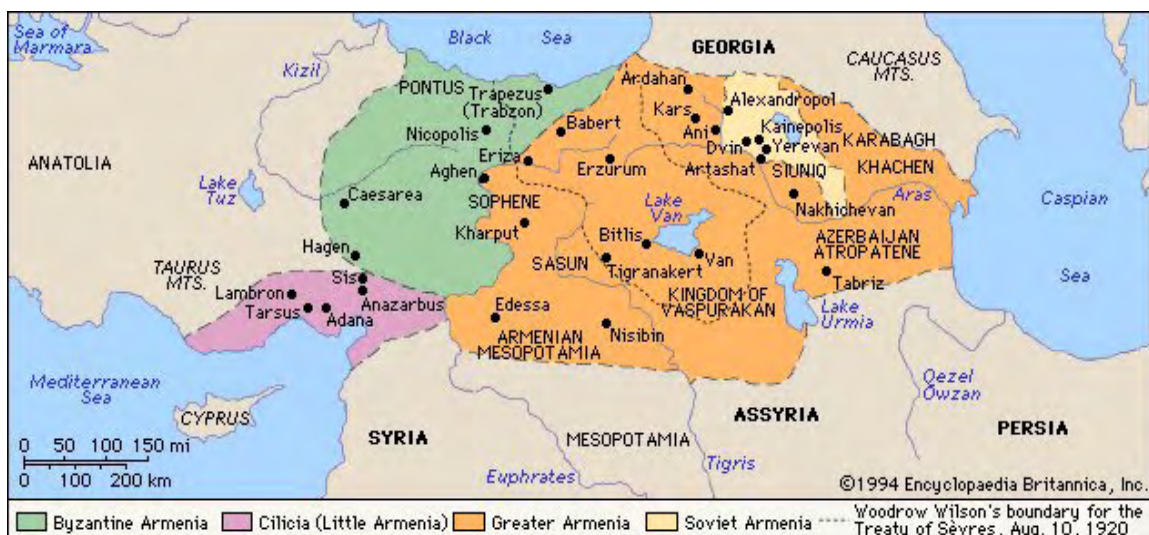 Sea of
Marmara
Black Sea
GEORGIA
CAUCASUS
MTS.
Kizil
PONTUS
Trapezus
(Trabzon)
Ardahan
Alexandropol
Kars
Nicopolis
Babert
Ani
Kainepolis
KARABAGH
Dvin
Yerevan
ANATOLIA
Eriza
Erzurum
Artashat
SIUNIQ
KHACHEN
Aghen
Lake
Tuz
Caesarea
SOPHENE
Lake
Van
Nakhichevan
Aras
Caspian
Sea
Kharput
Bitlis
AZERBAIJAN
ATROPATENE
Hagen
SASUN
Van
TAURUS
MTS.
Sis
Tigranakert
Tabriz
Lambron
Anazarbus
KINGDOM OF
VASPURAKAN
Tarsus
Adana
Edessa
Lake
Urmia
ARMENIAN
MESOPOTAMIA
Nisibin
Mediterranean
Sea
Qezel
Owzan
CYPRUS
ASSYRIA
SYRIA
MESOPOTAMIA
PERSIA
0 50 100 150 mi
0 100 200 km
Euphrates
Tigris
©1994 Encyclopaedia Britannica, Inc.
Byzantine Armenia
Cilicia (Little Armenia)
Greater Armenia
Soviet Armenia
Woodrow Wilson's boundary for the
Treaty of Sèvres, Aug. 10, 1920